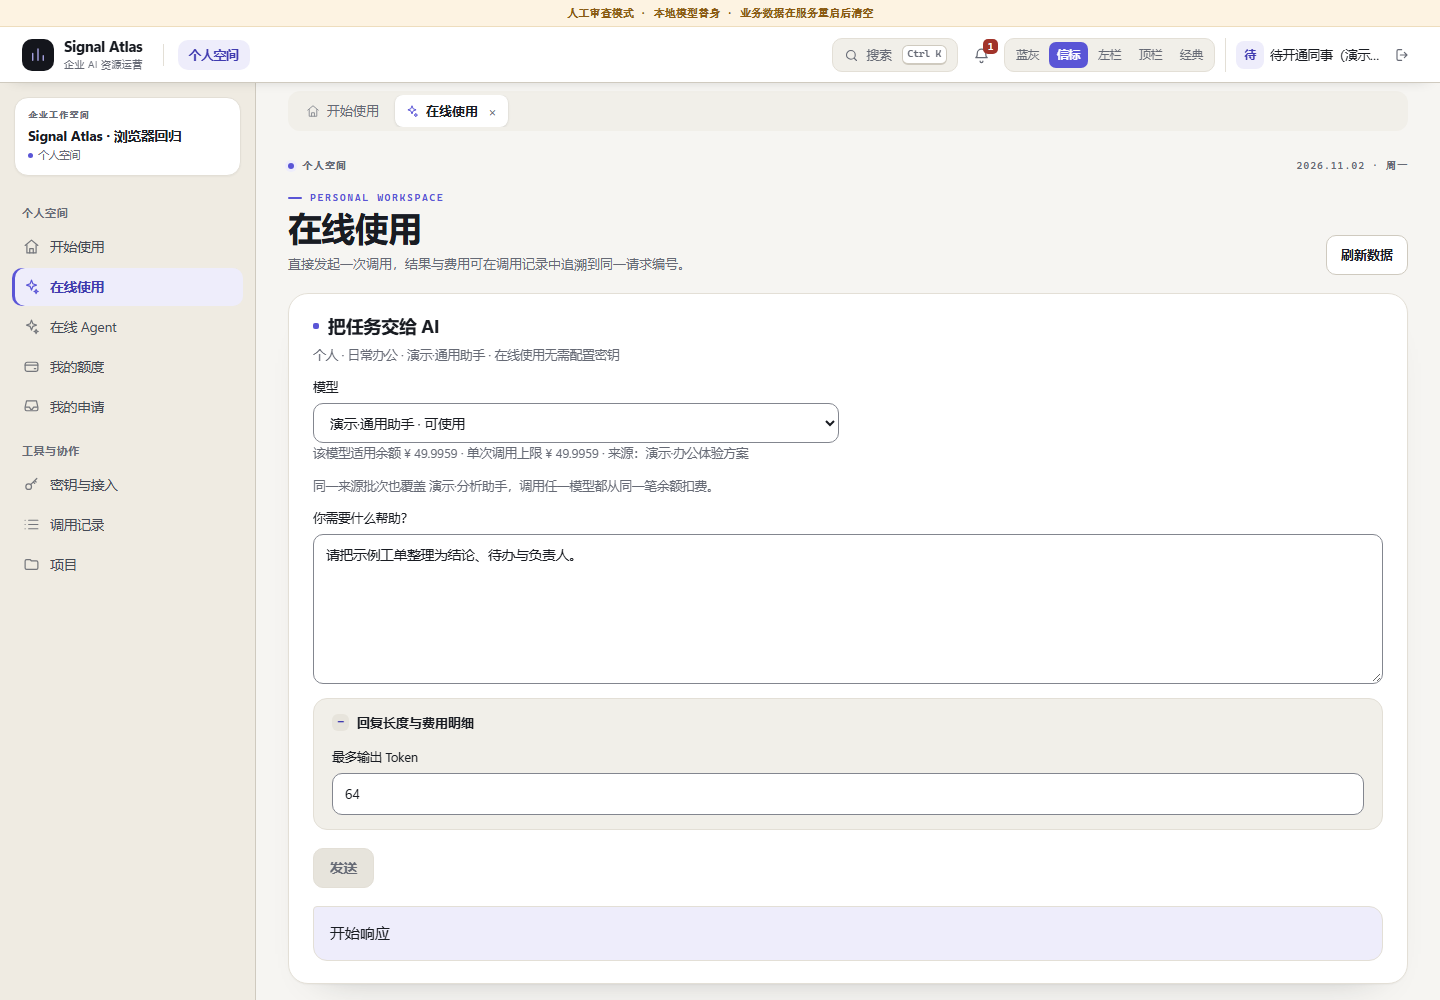 人工审查模式 · 本地模型替身 · 业务数据在服务重启后清空
Signal Atlas
企业 AI 资源运营
个人空间
搜索 Ctrl K
1
蓝灰 信标 左栏 顶栏 经典
待 待开通同事（演示...
企业工作空间
Signal Atlas · 浏览器回归
个人空间
个人空间
开始使用
在线使用
在线 Agent
我的额度
我的申请
工具与协作
密钥与接入
调用记录
项目
开始使用 在线使用 ×
个人空间
2026.11.02 · 周一
PERSONAL WORKSPACE
在线使用
直接发起一次调用，结果与费用可在调用记录中追溯到同一请求编号。
刷新数据
把任务交给 AI
个人 · 日常办公 · 演示·通用助手 · 在线使用无需配置密钥
模型
演示·通用助手 · 可使用
该模型适用余额 ¥ 49.9959 · 单次调用上限 ¥ 49.9959 · 来源：演示·办公体验方案
同一来源批次也覆盖 演示·分析助手，调用任一模型都从同一笔余额扣费。
你需要什么帮助？
请把示例工单整理为结论、待办与负责人。
− 回复长度与费用明细
最多输出 Token
64
发送
开始响应